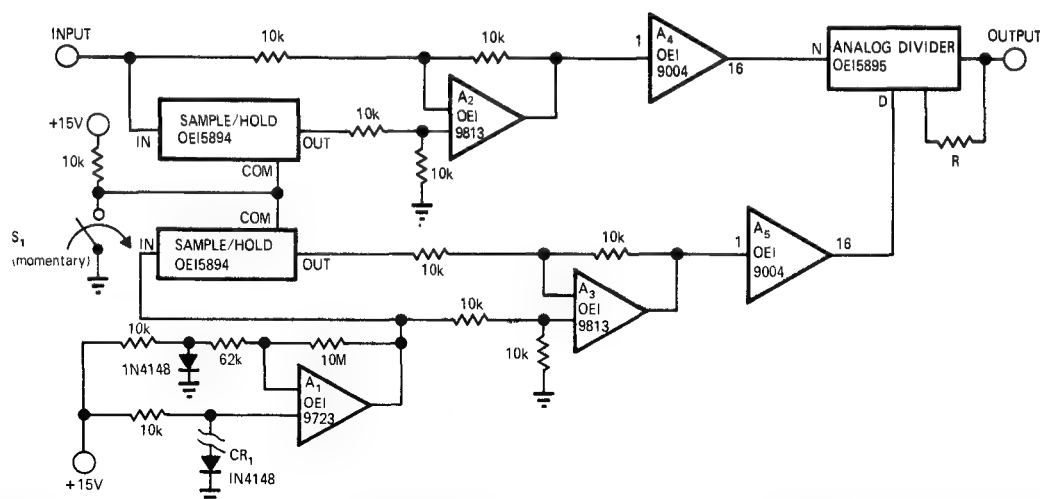 INPUT
10k
10k
A4
OEI
9004
1
16
N
ANALOG DIVIDER
OEI5895
OUTPUT
D
R
+15V
10k
IN
SAMPLE/HOLD
OEI5894
OUT
COM
10k
10k
A2
OEI
9813
S1
(momentary)
COM
IN
SAMPLE/HOLD
OEI5894
OUT
10k
10k
A3
OEI
9813
10k
10k
1
A5
OEI
9004
16
10k
1N4148
62k
10M
A1
OEI
9723
10k
CR1
IN4148
+15V